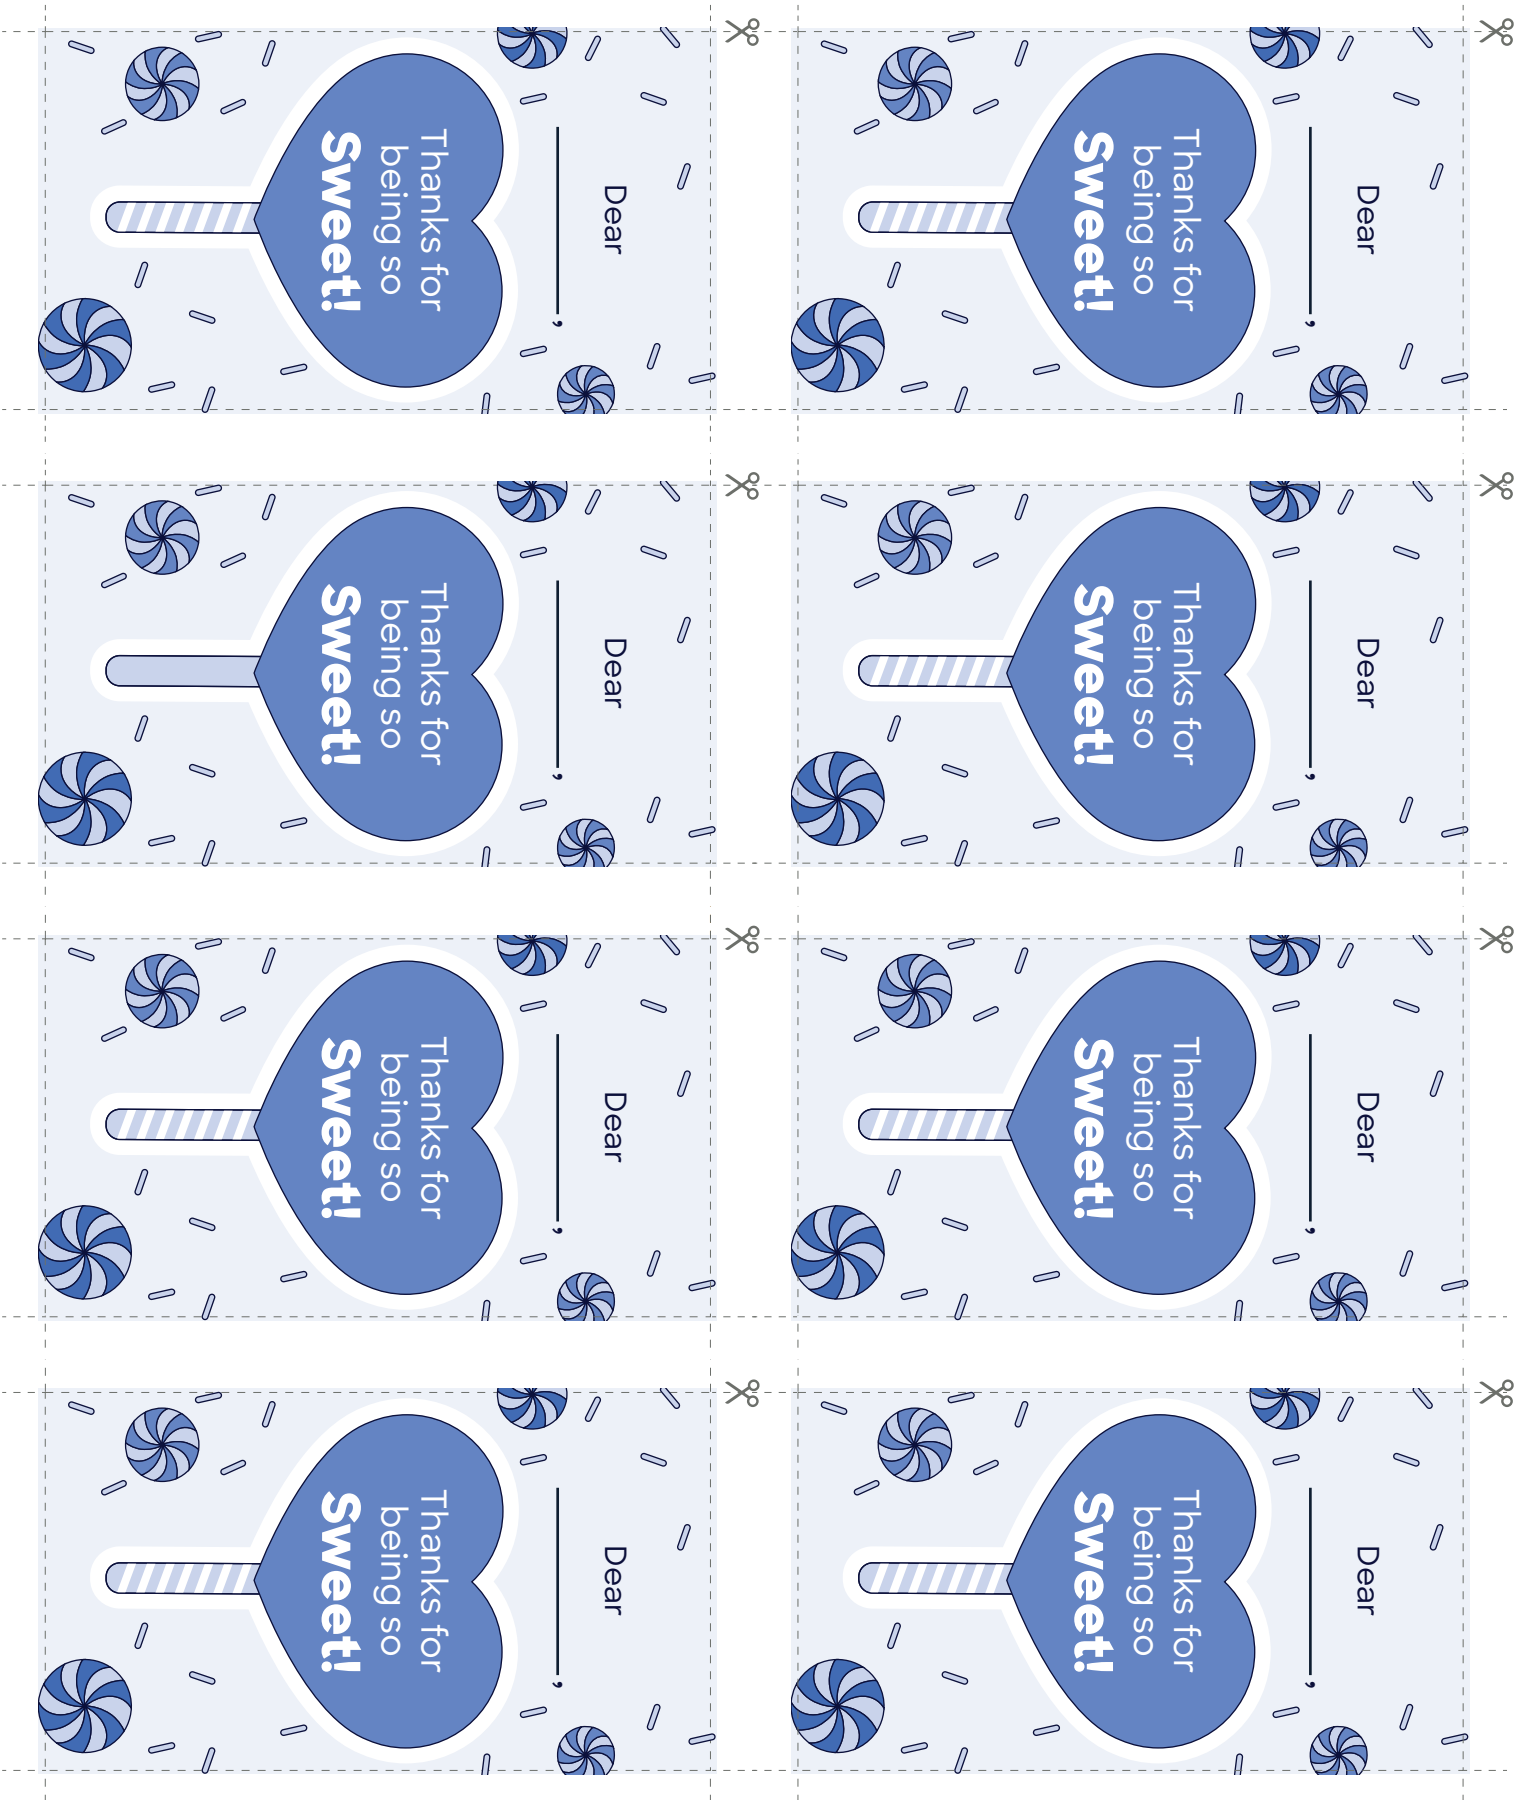 Dear
,
Thanks for
being so
Sweet!
Dear
,
Thanks for
being so
Sweet!
Dear
,
Thanks for
being so
Sweet!
Dear
,
Thanks for
being so
Sweet!
Dear
,
Thanks for
being so
Sweet!
Dear
,
Thanks for
being so
Sweet!
Dear
,
Thanks for
being so
Sweet!
Dear
,
Thanks for
being so
Sweet!